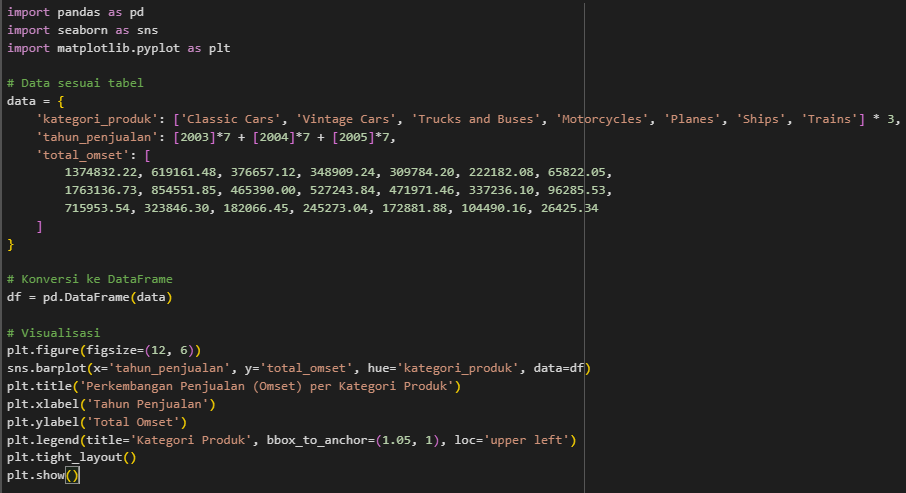 import pandas as pd
import seaborn as sns
import matplotlib.pyplot as plt
# Data sesuai tabel
data = {
    'kategori_produk': ['Classic Cars', 'Vintage Cars', 'Trucks and Buses', 'Motorcycles', 'Planes', 'Ships', 'Trains'] * 3,
    'tahun_penjualan': [2003]*7 + [2004]*7 + [2005]*7,
    'total_omset': [
        1374832.22, 619161.48, 376657.12, 348909.24, 309784.20, 222182.08, 65822.05,
        1763136.73, 854551.85, 465390.00, 527243.84, 471971.46, 337236.10, 96285.53,
        715953.54, 323846.30, 182066.45, 245273.04, 172881.88, 104490.16, 26425.34
    ]
}
# Konversi ke DataFrame
df = pd.DataFrame(data)
# Visualisasi
plt.figure(figsize=(12, 6))
sns.barplot(x='tahun_penjualan', y='total_omset', hue='kategori_produk', data=df)
plt.title('Perkembangan Penjualan (Omset) per Kategori Produk')
plt.xlabel('Tahun Penjualan')
plt.ylabel('Total Omset')
plt.legend(title='Kategori Produk', bbox_to_anchor=(1.05, 1), loc='upper left')
plt.tight_layout()
plt.show()